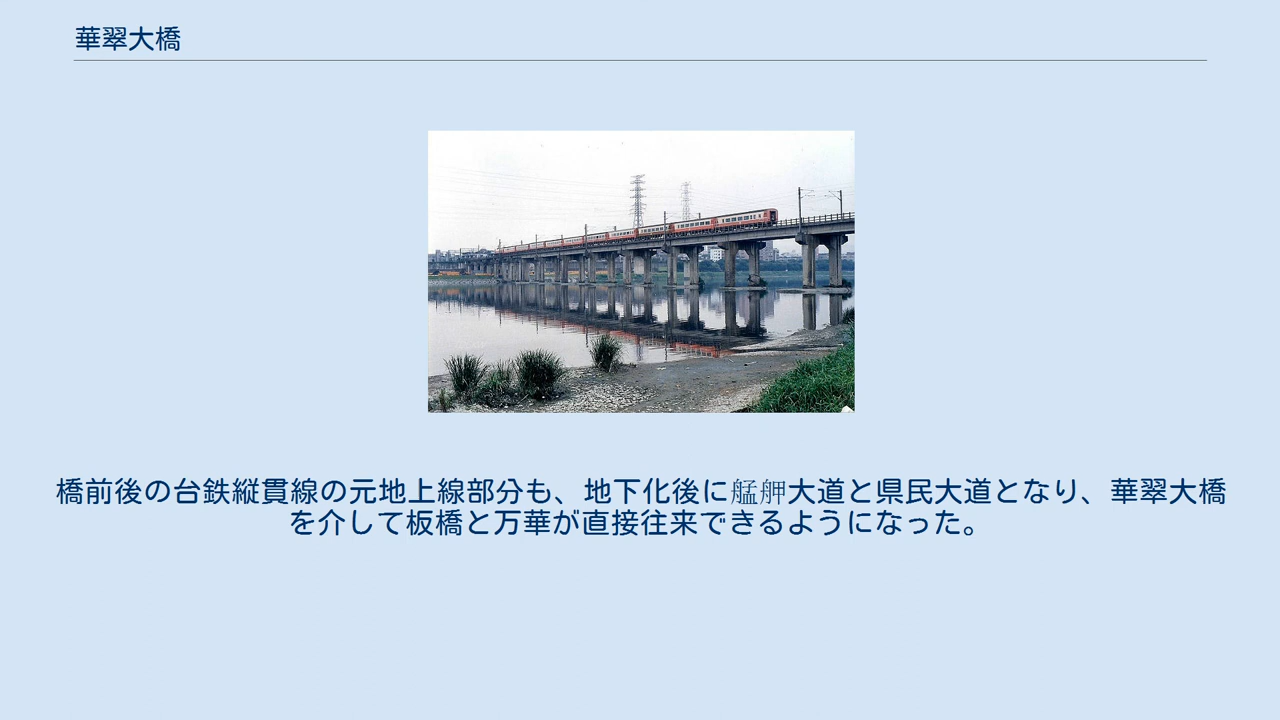 華翠大橋
橋前後の台鉄縦貫線の元地上線部分も、地下化後に艋舺大道と県民大道となり、華翠大橋
を介して板橋と万華が直接往来できるようになった。